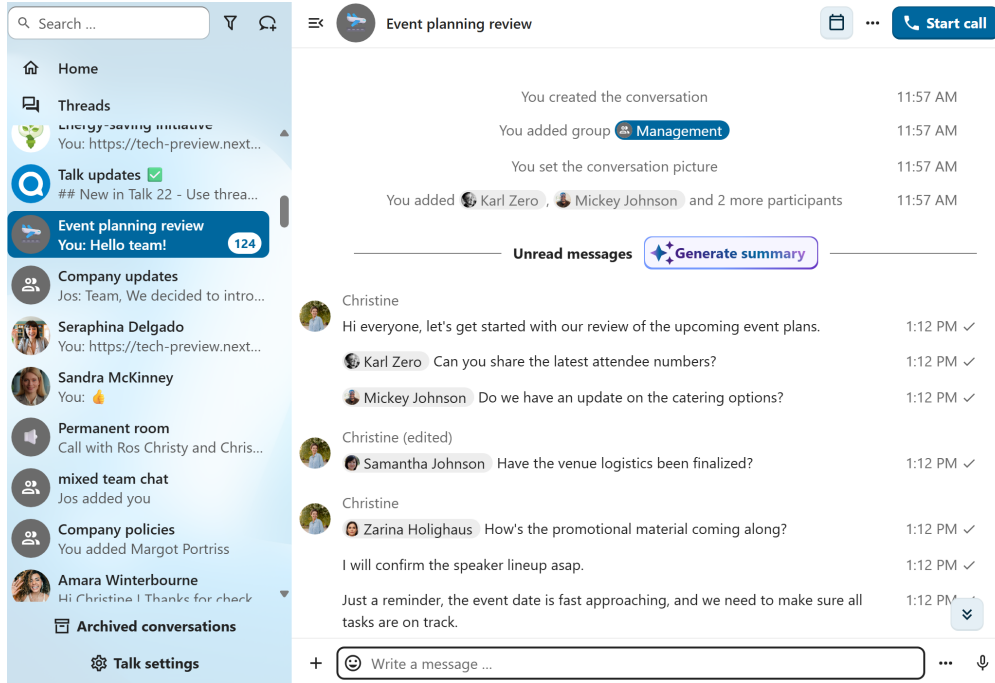 Search ...
Home
Threads
Energy-saving initiative
You: https://tech-preview.next...
Talk updates ✅
## New in Talk 22 - Use threa...
Event planning review
You: Hello team!
124
Company updates
Jos: Team, We decided to intro...
Seraphina Delgado
You: https://tech-preview.next...
Sandra McKinney
You: 👍
Permanent room
Call with Ros Christy and Chris...
mixed team chat
Jos added you
Company policies
You added Margot Portriss
Amara Winterbourne
Hi Christine ! Thanks for check
Archived conversations
Talk settings
Event planning review
Start call
You created the conversation 11:57 AM
You added group Management 11:57 AM
You set the conversation picture 11:57 AM
You added Karl Zero , Mickey Johnson and 2 more participants 11:57 AM
Unread messages Generate summary
Christine
Hi everyone, let's get started with our review of the upcoming event plans. 1:12 PM
Karl Zero Can you share the latest attendee numbers? 1:12 PM
Mickey Johnson Do we have an update on the catering options? 1:12 PM
Christine (edited)
Samantha Johnson Have the venue logistics been finalized? 1:12 PM
Christine
Zarina Holighaus How's the promotional material coming along? 1:12 PM
I will confirm the speaker lineup asap. 1:12 PM
Just a reminder, the event date is fast approaching, and we need to make sure all 1:12 PM
tasks are on track.
Write a message ...